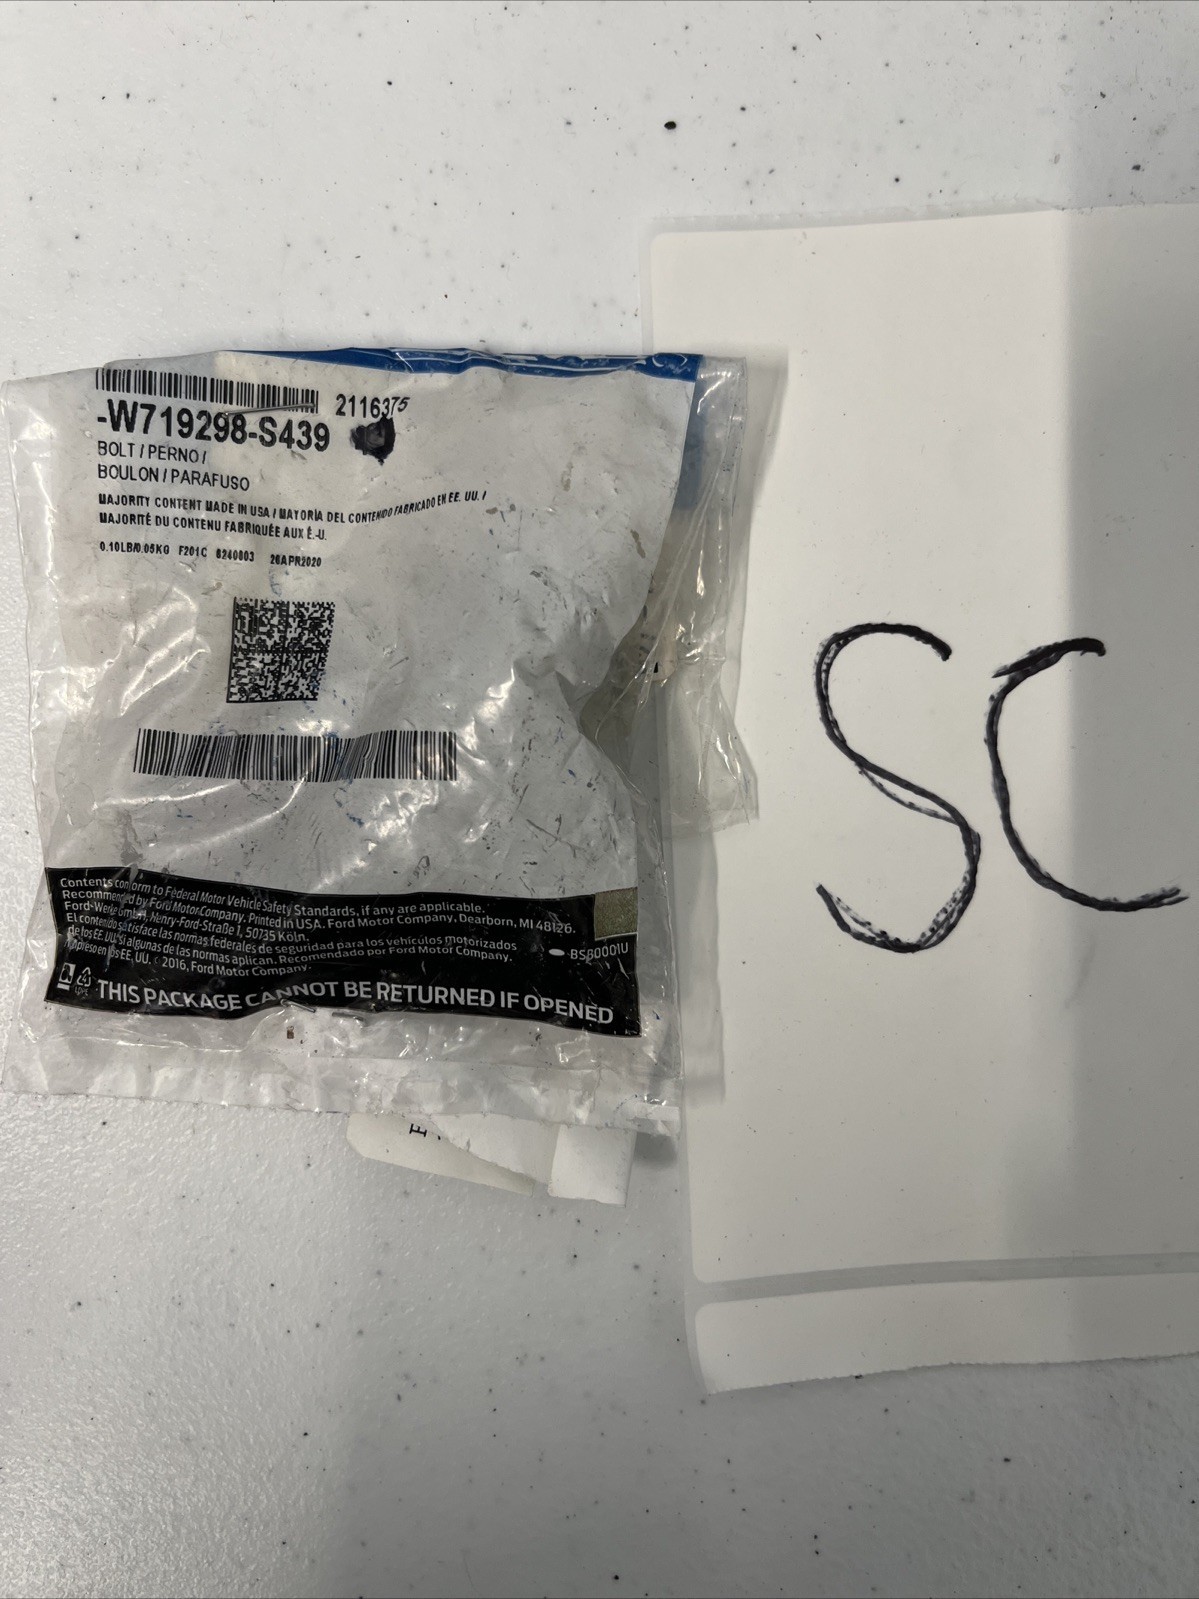 2116375
-W719298-S439
BOLT / PERNO /
BOULON / PARAFUSO
MAJORITY CONTENT MADE IN USA / MAYORÍA DEL CONTENIDO FABRICADO EN EE. UU. /
MAJORITÉ DU CONTENU FABRIQUÉE AUX É.-U.
0.10LB/0.05KG F201C 6240803 26APR2020
Contents conform to Federal Motor Vehicle Safety Standards, if any are applicable.
Recommended by Ford Motor Company. Printed in USA. Ford Motor Company, Dearborn, MI 48126.
Ford-Werke GmbH, Henry-Ford-Straße 1, 50735 Köln.
El contenido satisface las normas federales de seguridad para los vehículos motorizados
de los EE. UU. si algunas de las normas aplican. Recomendado por Ford Motor Company.
Impreso en los EE. UU. © 2016, Ford Motor Company.
BSB0001U
LDPE
THIS PACKAGE CANNOT BE RETURNED IF OPENED
E
SC